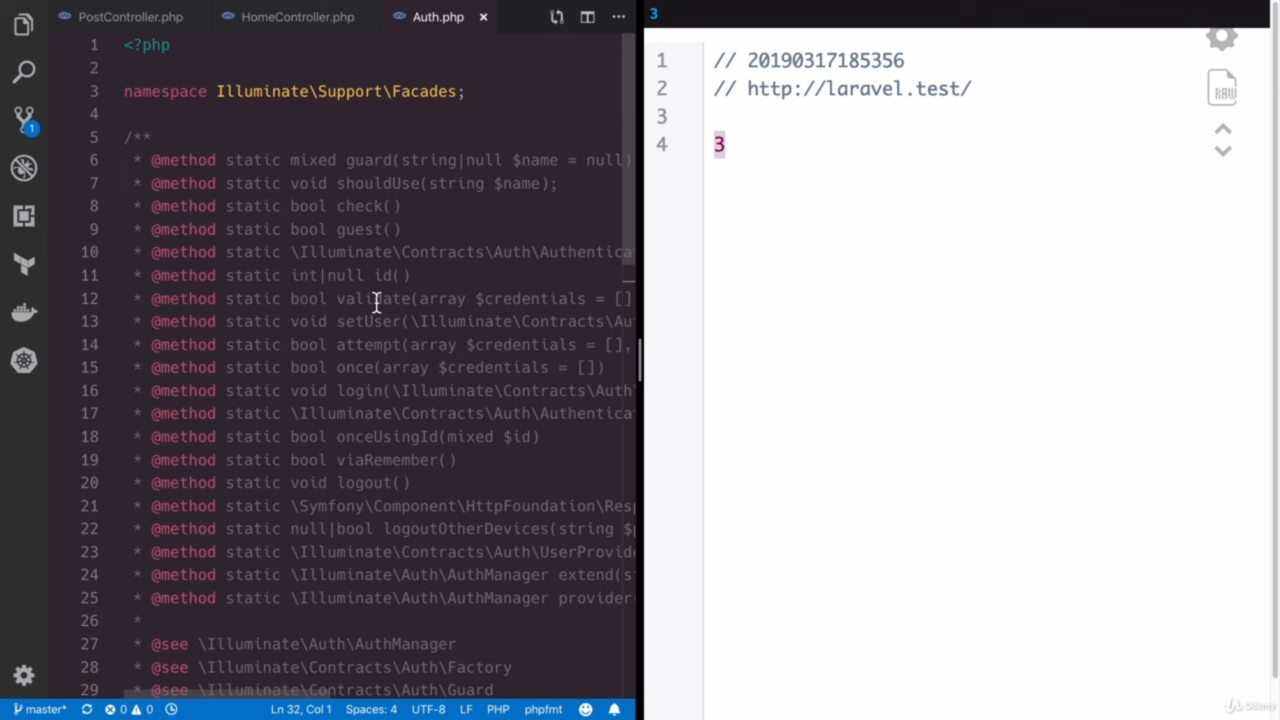 PostController.php HomeController.php Auth.php
1 <?php
2
3 namespace Illuminate\Support\Facades;
4
5 /**
6 * @method static mixed guard(string|null $name = null)
7 * @method static void shouldUse(string $name);
8 * @method static bool check()
9 * @method static bool guest()
10 * @method static \Illuminate\Contracts\Auth\Authentica
11 * @method static int|null id()
12 * @method static bool validate(array $credentials = []
13 * @method static void setUser(\Illuminate\Contracts\Au
14 * @method static bool attempt(array $credentials = [],
15 * @method static bool once(array $credentials = [])
16 * @method static void login(\Illuminate\Contracts\Auth
17 * @method static \Illuminate\Contracts\Auth\Authentica
18 * @method static bool onceUsingId(mixed $id)
19 * @method static bool viaRemember()
20 * @method static void logout()
21 * @method static \Symfony\Component\HttpFoundation\Res
22 * @method static null|bool logoutOtherDevices(string $
23 * @method static \Illuminate\Contracts\Auth\UserProvid
24 * @method static \Illuminate\Auth\AuthManager extend(s
25 * @method static \Illuminate\Auth\AuthManager provider
26 *
27 * @see \Illuminate\Auth\AuthManager
28 * @see \Illuminate\Contracts\Auth\Factory
29 * @see \Illuminate\Contracts\Auth\Guard
1
master* 0 0 Ln 32, Col 1 Spaces: 4 UTF-8 LF PHP phpfmt
3
1 // 20190317185356
2 // http://laravel.test/
3
4 3
RAW
Udemy